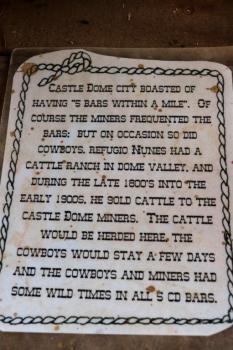 Castle Dome city boasted of
having "5 bars within a mile". Of
course the miners frequented the
bars; but on occasion so did
cowboys. Refugio Nunes had a
cattle ranch in Dome Valley, and
during the late 1800's into the
early 1900s, he sold cattle to the
Castle Dome miners. The cattle
would be herded here, the
cowboys would stay a few days
and the cowboys and miners had
some wild times in all 5 CD bars.